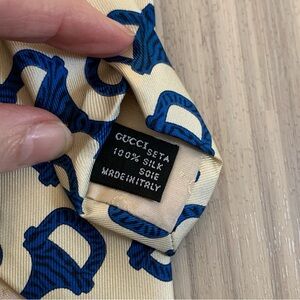 GUCCI SETA
100% SILK
SOIE
MADE IN ITALY